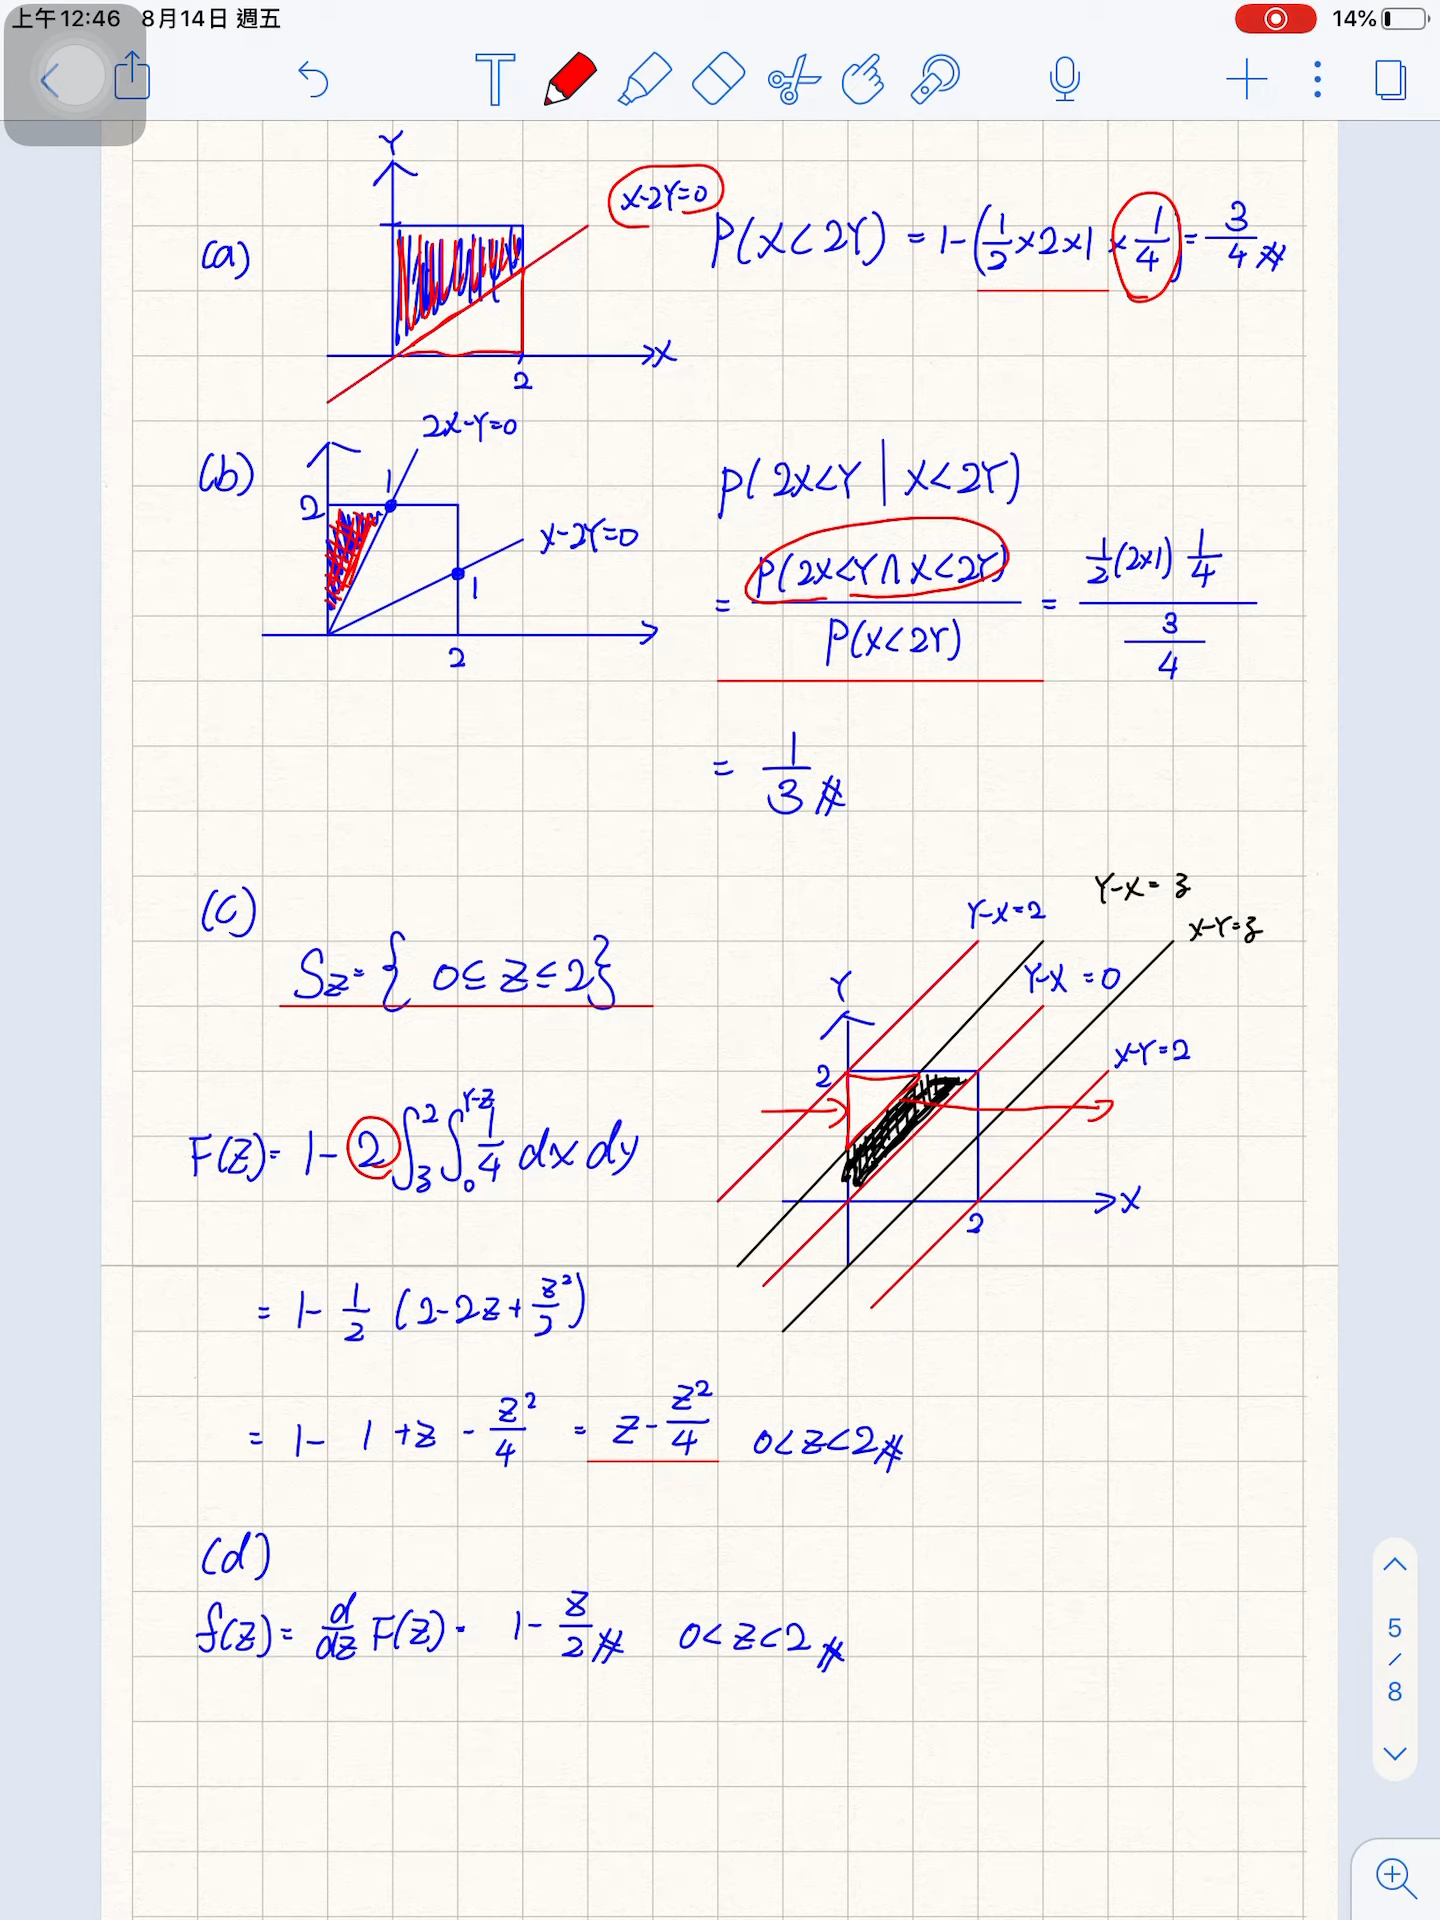 上午12:46 8月14日 週五
14%
Y
X-2Y=0
(a)
P(X<2Y) = 1-(1/2×2×1×1/4) = 3/4 #
X
2
2X-Y=0
(b)
1
2
X-2Y=0
1
2
P(2X<Y | X<2Y)
= P(2X<Y∩X<2Y) / P(X<2Y) = 1/2(2×1) 1/4 / 3/4
= 1/3 #
(c)
Y-X=z
Y-X=2
X-Y=z
Sz={ 0≤z≤2}
Y
Y-X=0
X-Y=2
2
F(z)= 1-2∫_z^2∫_0^{Y-z} 1/4 dx dy
X
2
= 1- 1/2 (2-2z+z²/2)
= 1- 1 +z - z²/4 = z- z²/4 0<z<2 #
(d)
f(z)= d/dz F(z)= 1- z/2 # 0<z<2 #
5
/
8